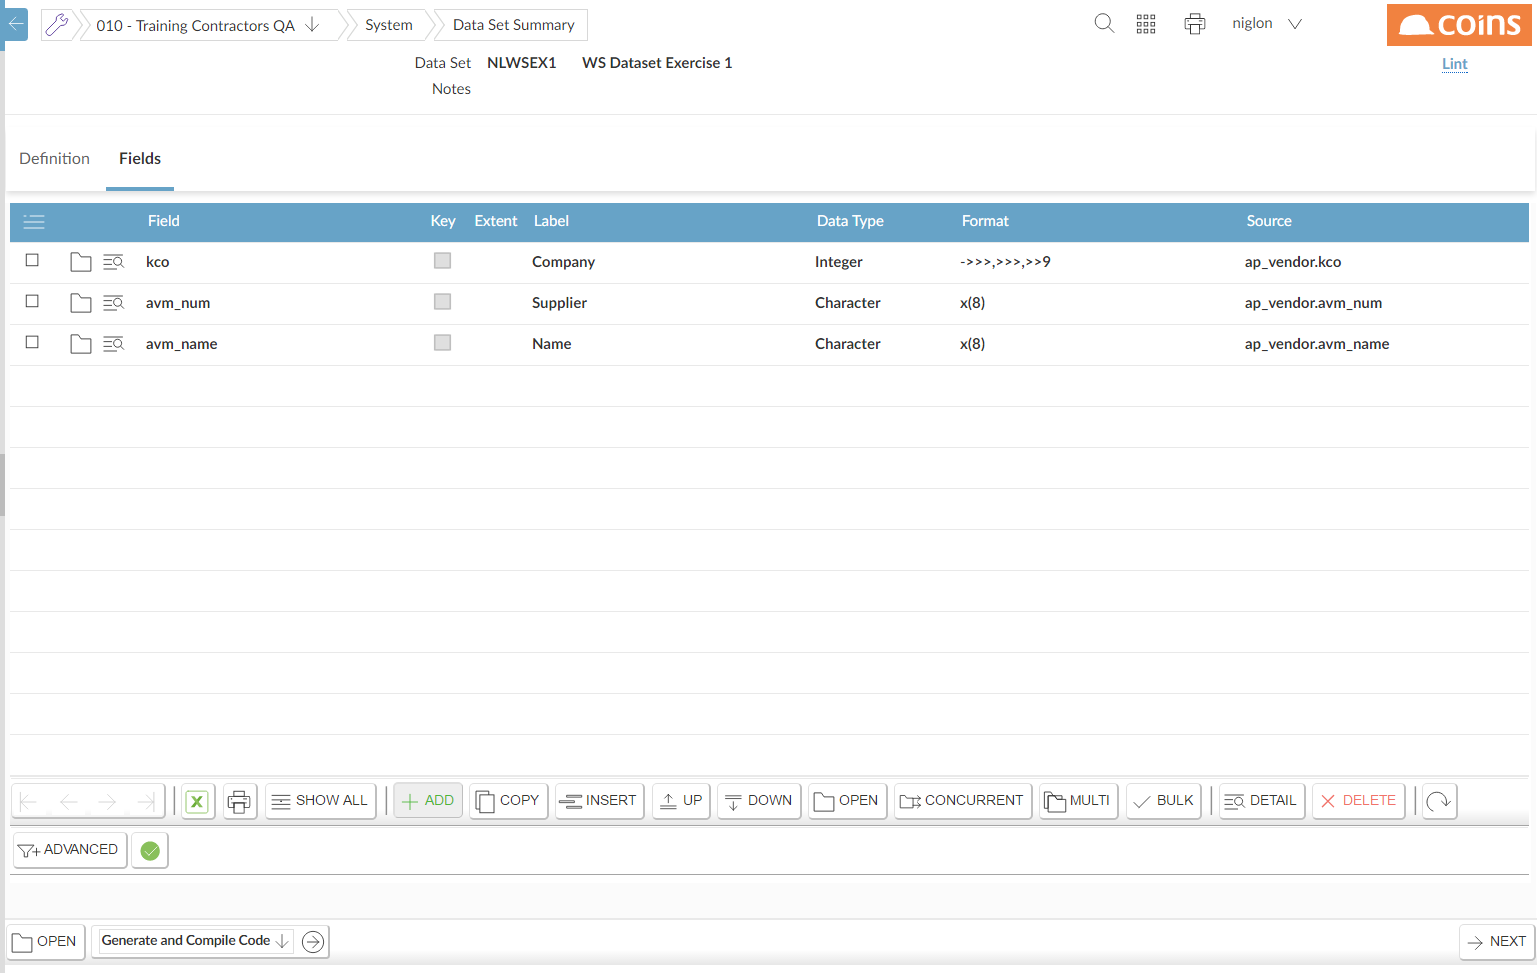 010 - Training Contractors QA System Data Set Summary niglon coins
Data Set NLWSEX1 WS Dataset Exercise 1 Lint
Notes
Definition Fields
Field Key Extent Label Data Type Format Source
kco Company Integer ->>>,>>>,>>9 ap_vendor.kco
avm_num Supplier Character x(8) ap_vendor.avm_num
avm_name Name Character x(8) ap_vendor.avm_name
X SHOW ALL ADD COPY INSERT UP DOWN OPEN CONCURRENT MULTI BULK DETAIL DELETE
ADVANCED
OPEN Generate and Compile Code NEXT